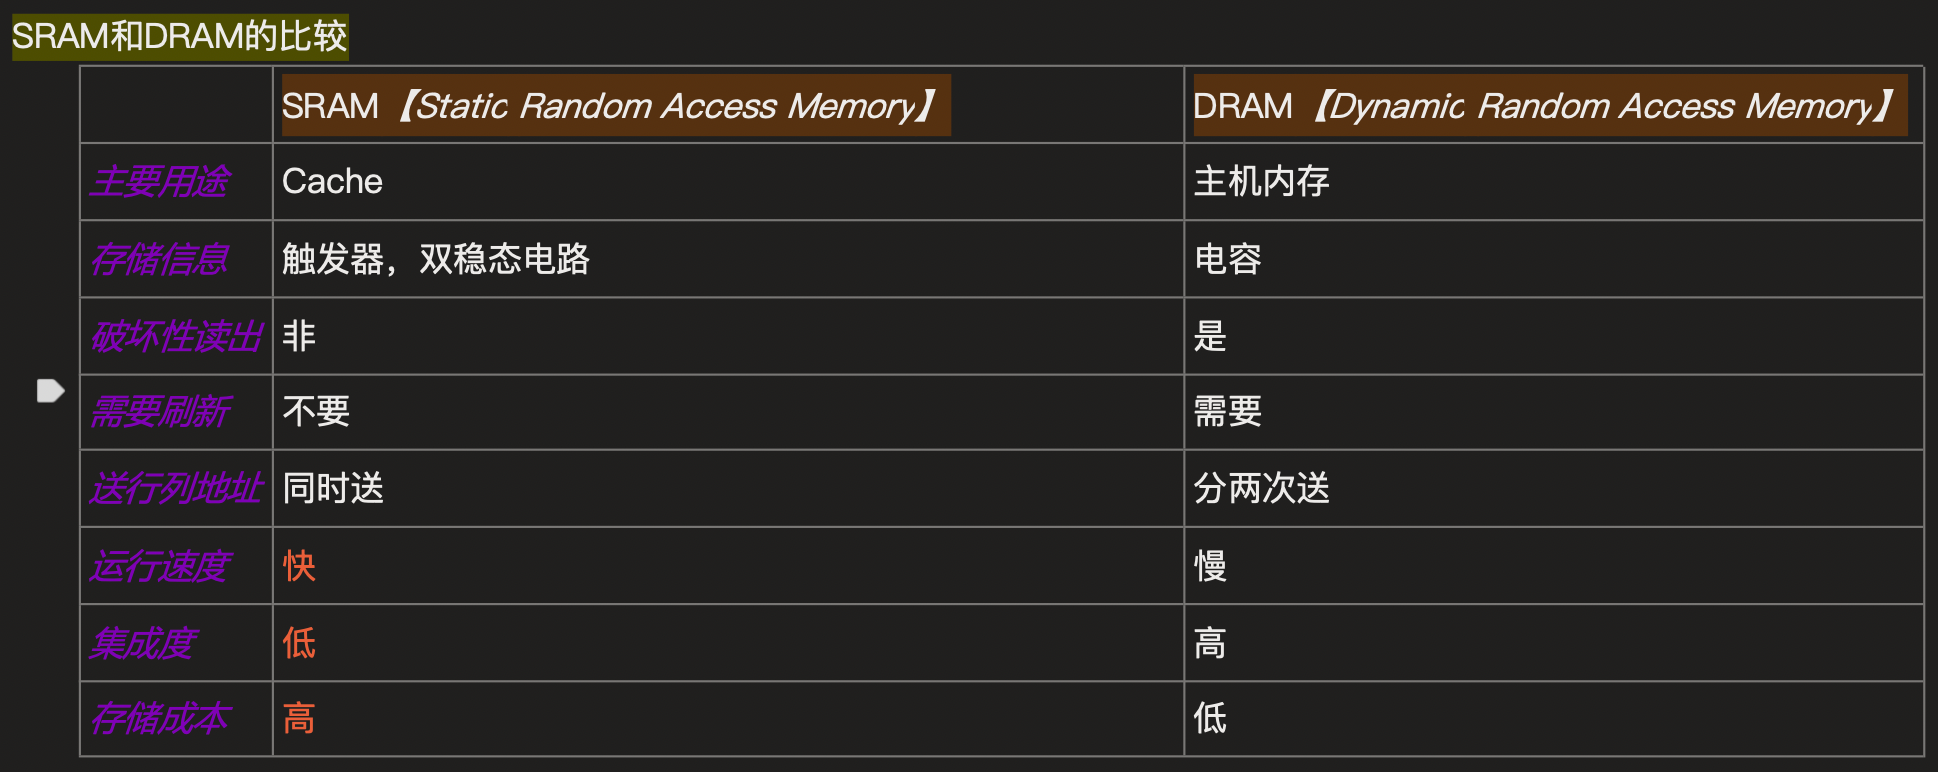 SRAM和DRAM的比较
SRAM【Static Random Access Memory】 DRAM【Dynamic Random Access Memory】
主要用途 Cache 主机内存
存储信息 触发器，双稳态电路 电容
破坏性读出 非 是
需要刷新 不要 需要
送行列地址 同时送 分两次送
运行速度 快 慢
集成度 低 高
存储成本 高 低